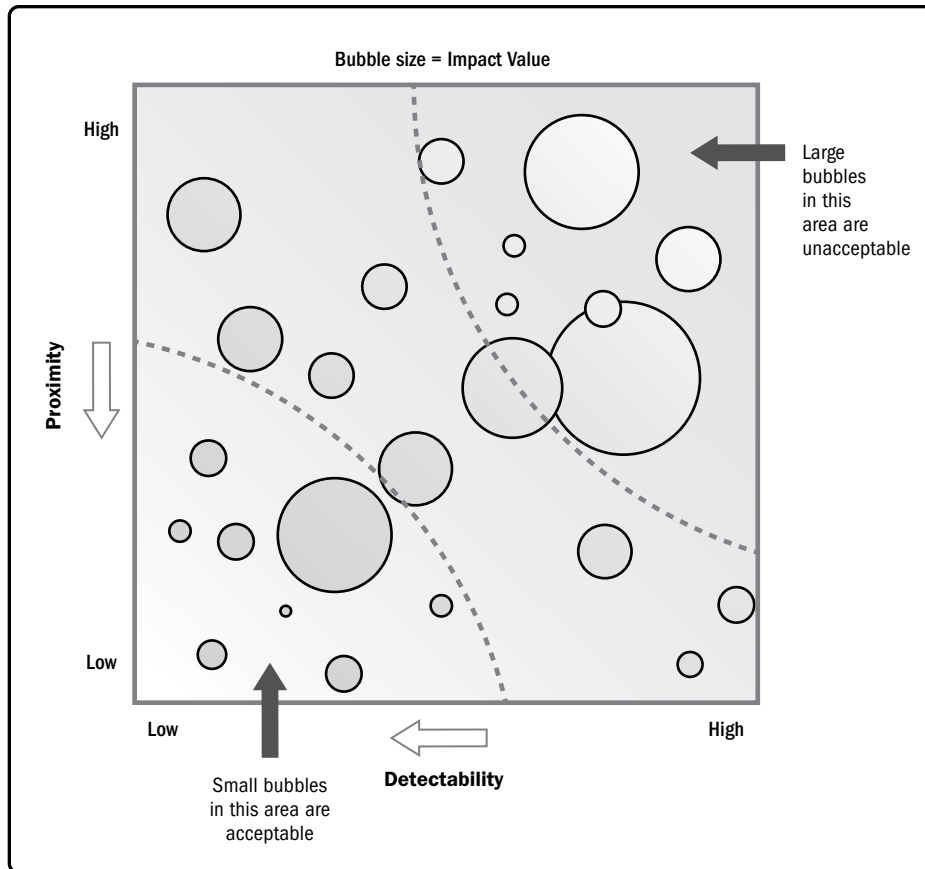 Bubble size = Impact Value
High
Large
bubbles
in this
area are
unacceptable
Proximity
Low
Low
High
Detectability
Small bubbles
in this area are
acceptable